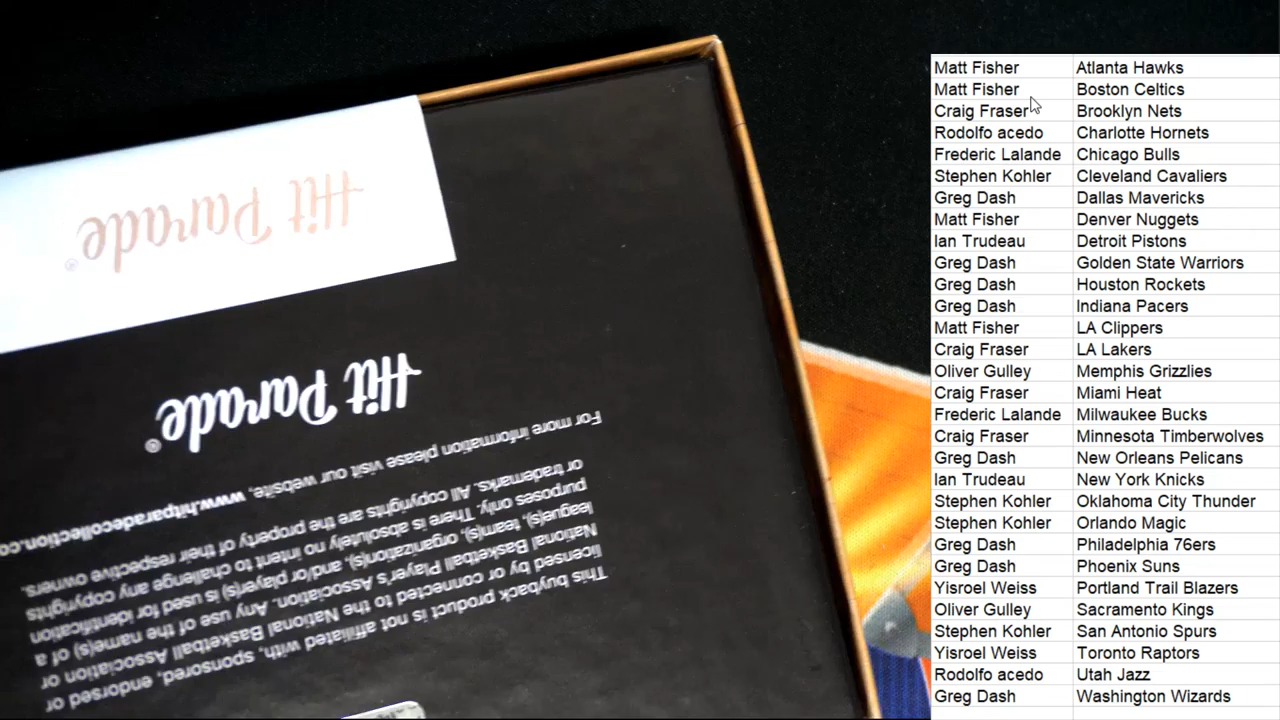 Hit Parade®
Hit Parade®
For more information please visit our website, www.hitparadecollection.co
or trademarks. All copyrights are the property of their respective owners.
purposes only. There is absolutely no intent to challenge any copyrights
league(s), team(s), organization(s), and/or player(s) is used for identification
National Basketball Player's Association. Any use of the name(s) of a
licensed by or connected to the National Basketball Association or
This buyback product is not affiliated with, sponsored, endorsed, or
Matt Fisher Atlanta Hawks
Matt Fisher Boston Celtics
Craig Fraser Brooklyn Nets
Rodolfo acedo Charlotte Hornets
Frederic Lalande Chicago Bulls
Stephen Kohler Cleveland Cavaliers
Greg Dash Dallas Mavericks
Matt Fisher Denver Nuggets
Ian Trudeau Detroit Pistons
Greg Dash Golden State Warriors
Greg Dash Houston Rockets
Greg Dash Indiana Pacers
Matt Fisher LA Clippers
Craig Fraser LA Lakers
Oliver Gulley Memphis Grizzlies
Craig Fraser Miami Heat
Frederic Lalande Milwaukee Bucks
Craig Fraser Minnesota Timberwolves
Greg Dash New Orleans Pelicans
Ian Trudeau New York Knicks
Stephen Kohler Oklahoma City Thunder
Stephen Kohler Orlando Magic
Greg Dash Philadelphia 76ers
Greg Dash Phoenix Suns
Yisroel Weiss Portland Trail Blazers
Oliver Gulley Sacramento Kings
Stephen Kohler San Antonio Spurs
Yisroel Weiss Toronto Raptors
Rodolfo acedo Utah Jazz
Greg Dash Washington Wizards